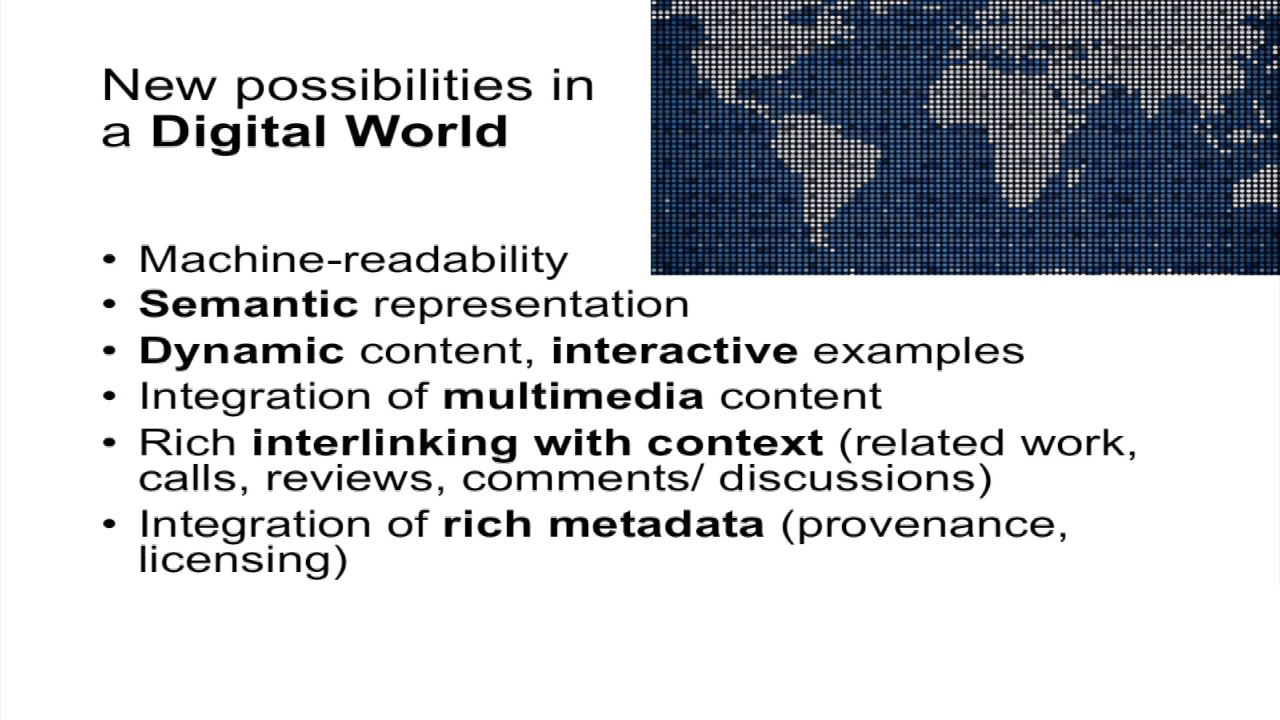 New possibilities in
a Digital World
• Machine-readability
• Semantic representation
• Dynamic content, interactive examples
• Integration of multimedia content
• Rich interlinking with context (related work,
calls, reviews, comments/ discussions)
• Integration of rich metadata (provenance,
licensing)